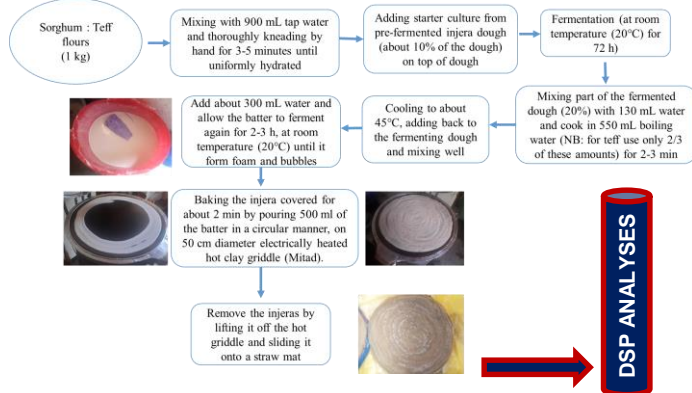 Sorghum : Teff
flours
(1 kg)
Mixing with 900 mL tap water
and thoroughly kneading by
hand for 3-5 minutes until
uniformly hydrated
Adding starter culture from
pre-fermented injera dough
(about 10% of the dough)
on top of dough
Fermentation (at room
temperature (20°C) for
72 h)
Mixing part of the fermented
dough (20%) with 130 mL water
and cook in 550 mL boiling
water (NB: for teff use only 2/3
of these amounts) for 2-3 min
Cooling to about
45°C, adding back to
the fermenting dough
and mixing well
Add about 300 mL water and
allow the batter to ferment
again for 2-3 h, at room
temperature (20°C) until it
form foam and bubbles
Baking the injera covered for
about 2 min by pouring 500 ml of
the batter in a circular manner, on
50 cm diameter electrically heated
hot clay griddle (Mitad).
Remove the injeras by
lifting it off the hot
griddle and sliding it
onto a straw mat
DSP ANALYSES